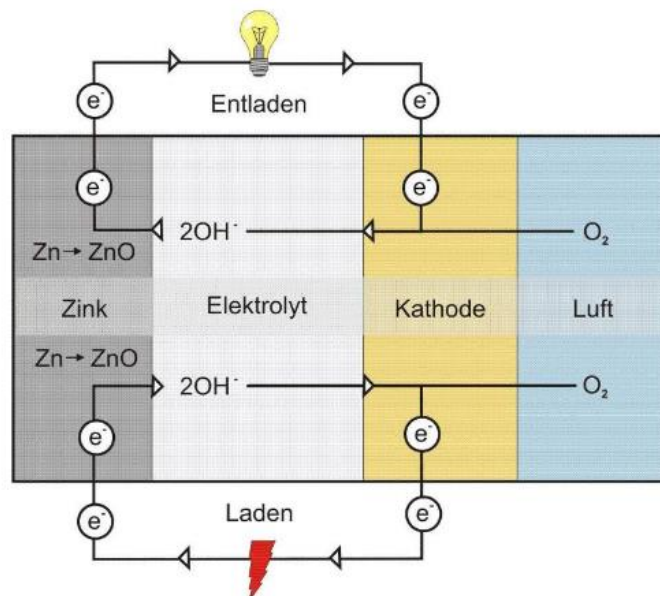 e⁻ e⁻
Entladen
e⁻ e⁻
2OH⁻ O₂
Zn→ZnO
Zink Elektrolyt Kathode Luft
Zn→ZnO
2OH⁻ O₂
e⁻ e⁻
Laden
e⁻ e⁻